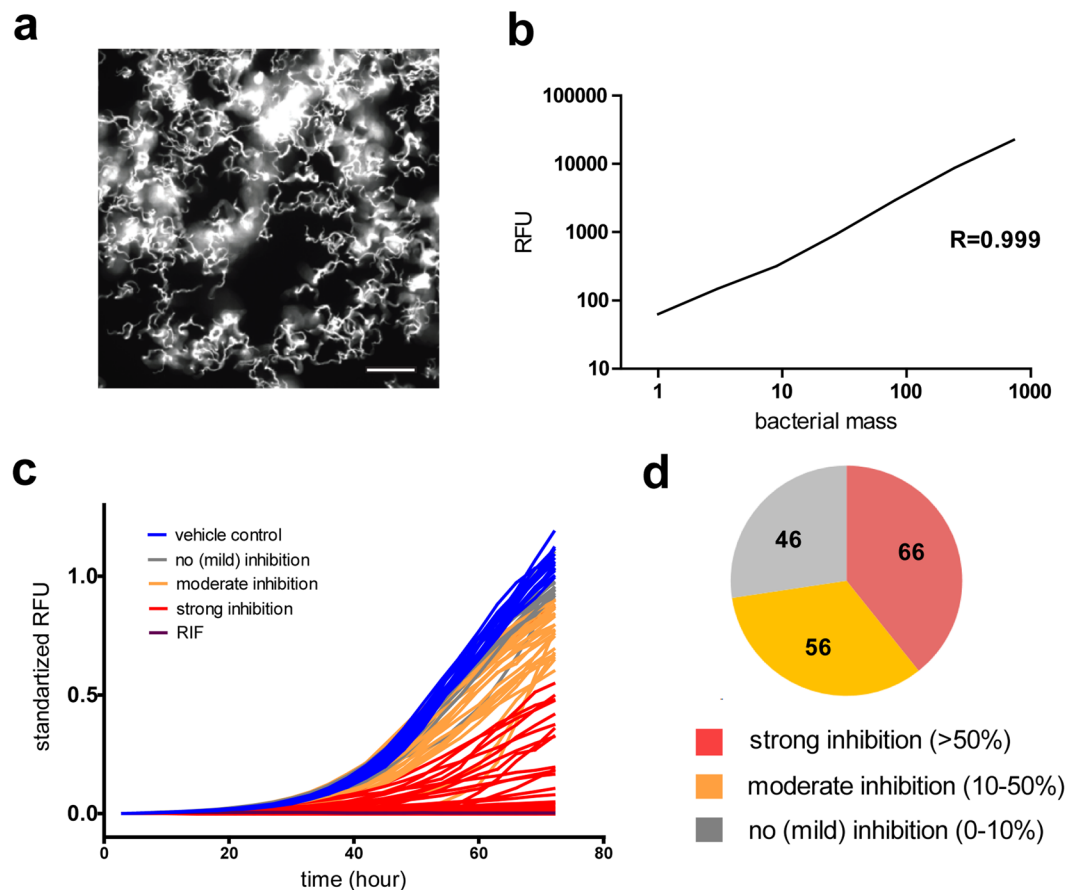 a
b
100000
10000
1000
100
10
RFU
R=0.999
1
10
100
1000
bacterial mass
c
vehicle control
no (mild) inhibition
moderate inhibition
strong inhibition
RIF
1.0
0.5
0.0
standartized RFU
0
20
40
60
80
time (hour)
d
46
66
56
strong inhibition (>50%)
moderate inhibition (10-50%)
no (mild) inhibition (0-10%)